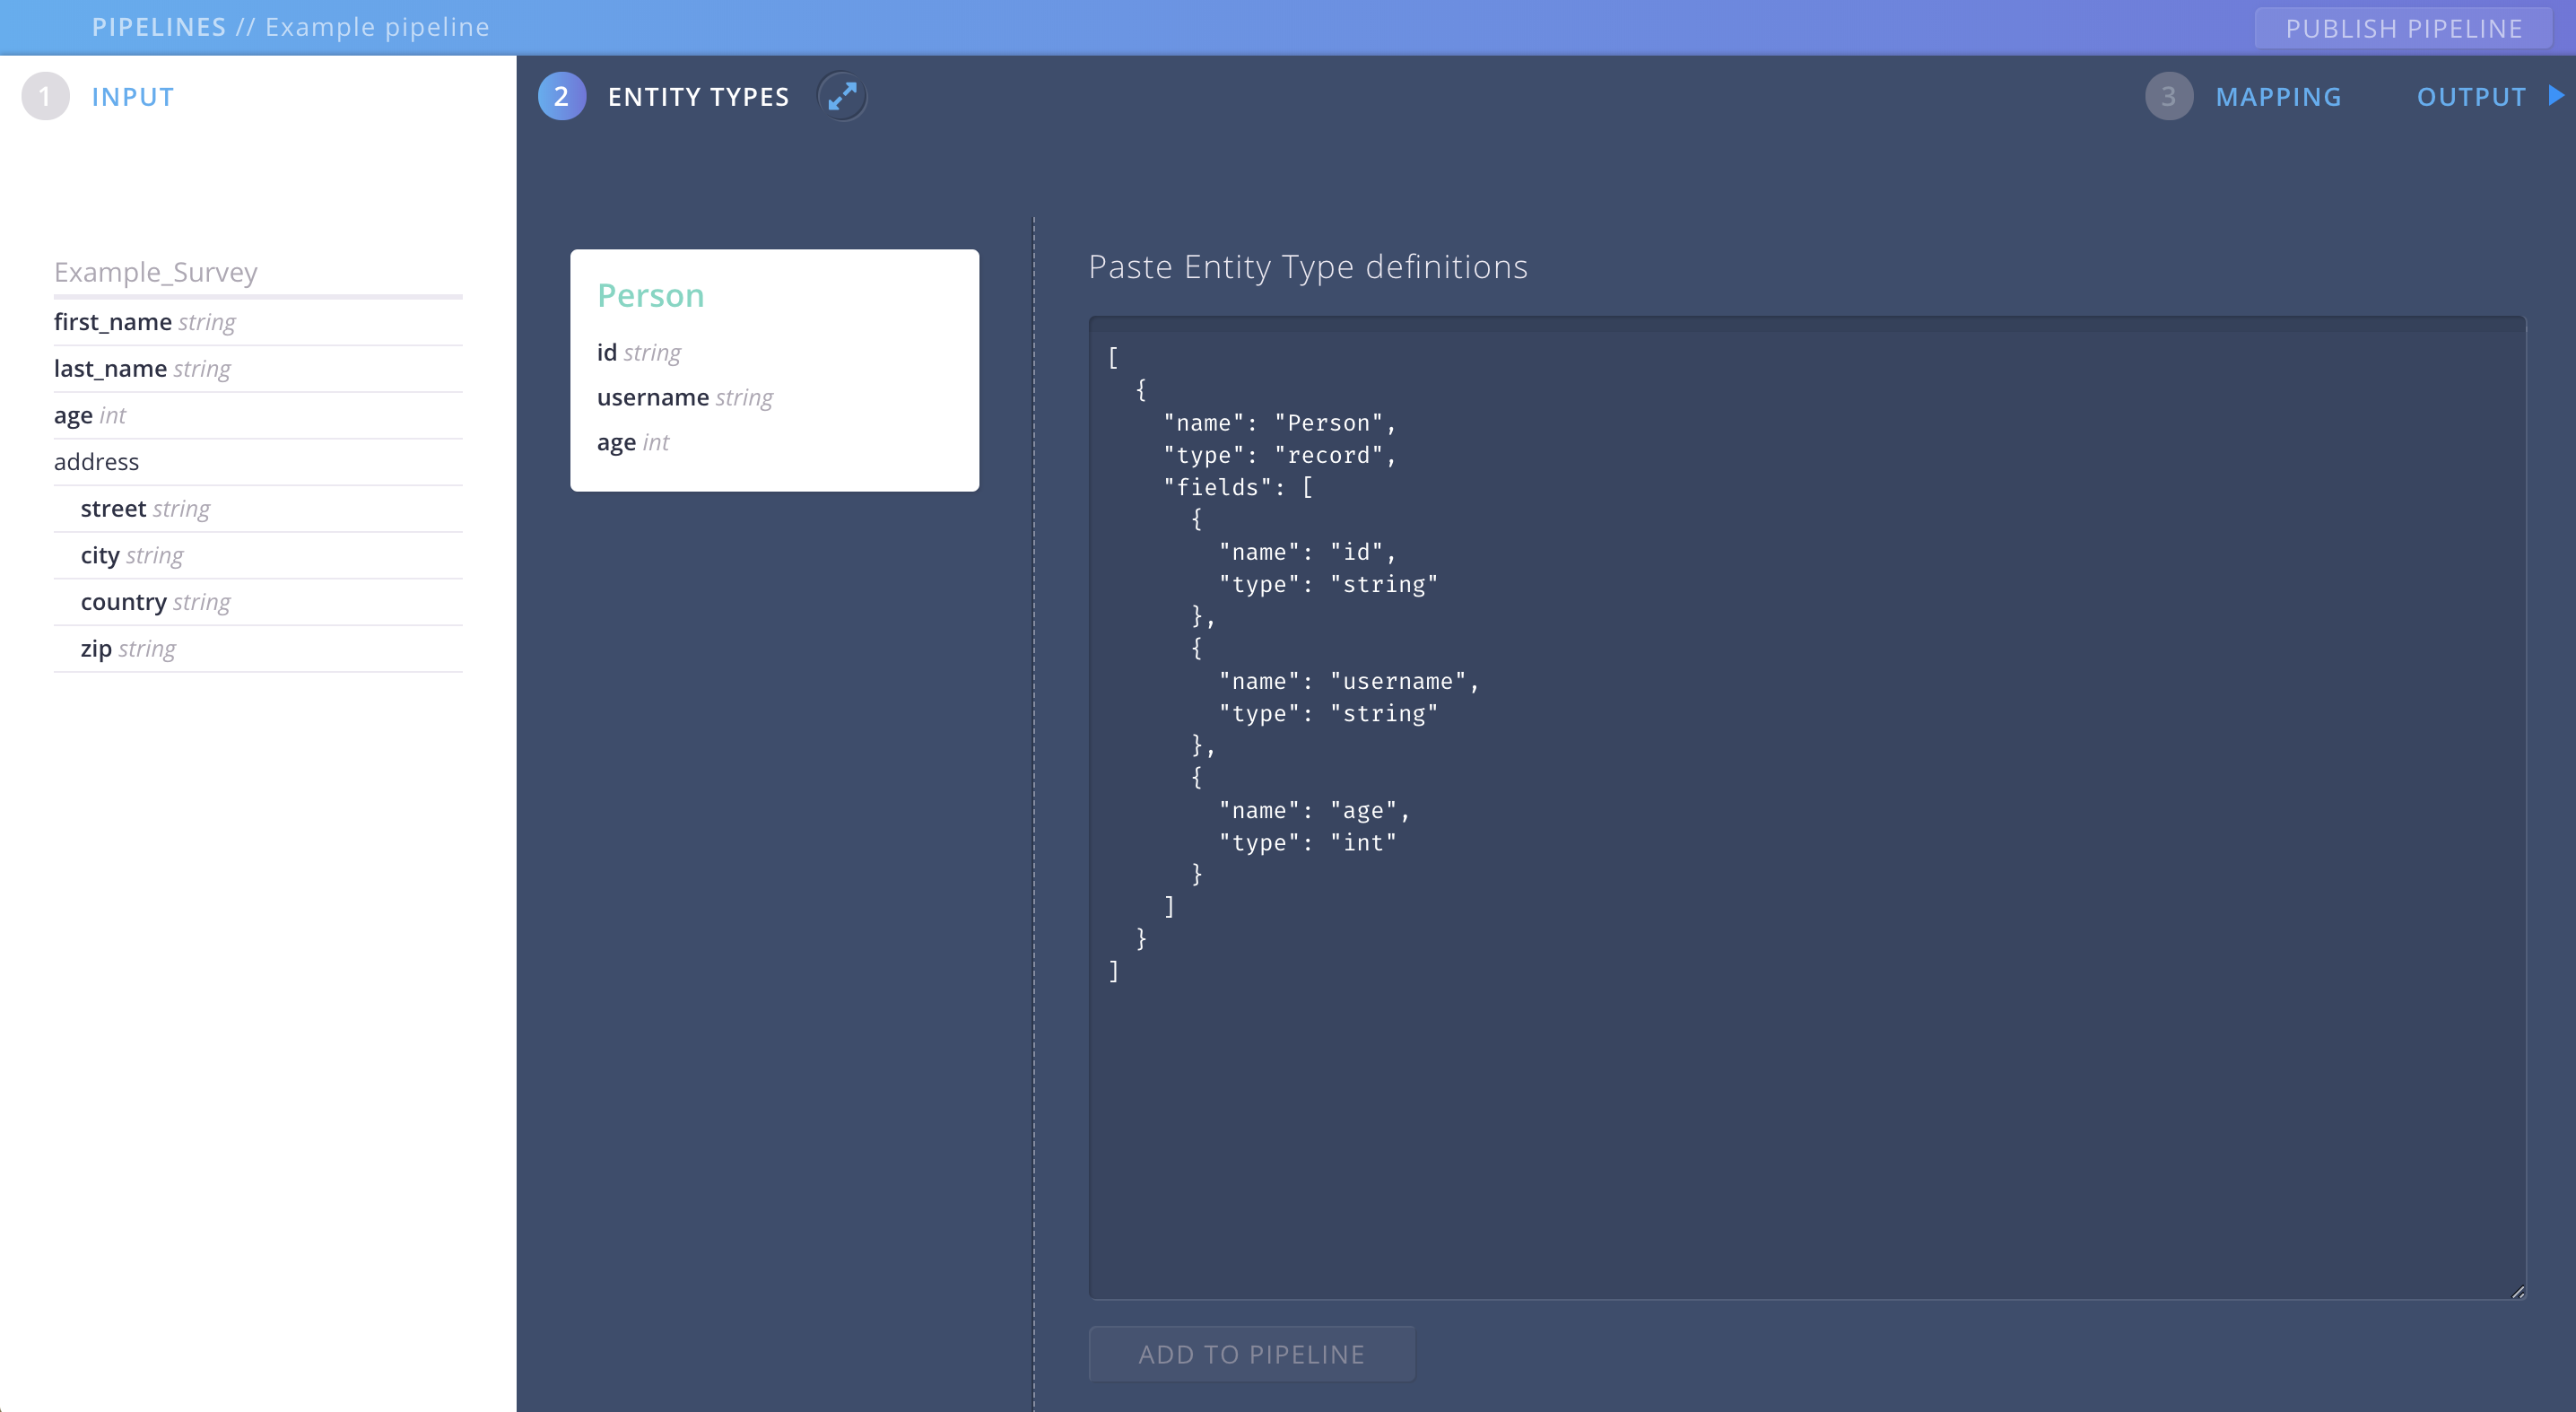 PIPELINES // Example pipeline
PUBLISH PIPELINE
1 INPUT
2 ENTITY TYPES
3 MAPPING
OUTPUT
Example_Survey
first_name string
last_name string
age int
address
street string
city string
country string
zip string
Person
id string
username string
age int
Paste Entity Type definitions
[
  {
    "name": "Person",
    "type": "record",
    "fields": [
      {
        "name": "id",
        "type": "string"
      },
      {
        "name": "username",
        "type": "string"
      },
      {
        "name": "age",
        "type": "int"
      }
    ]
  }
]
ADD TO PIPELINE